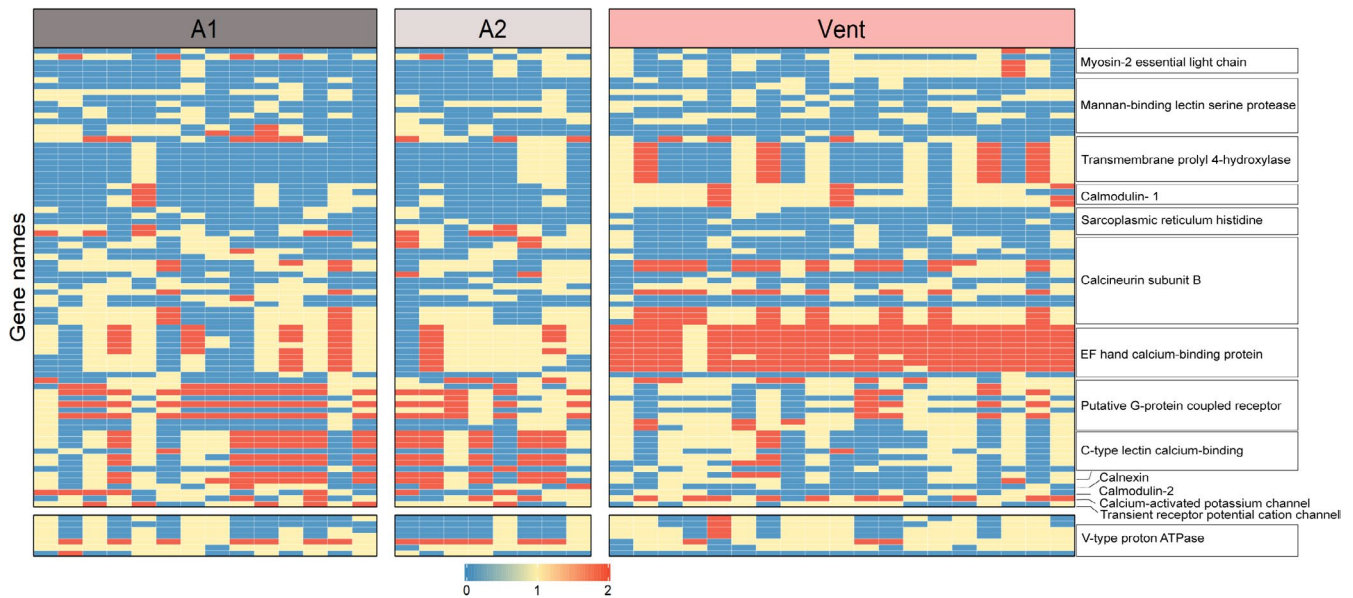 A1
A2
Vent
Gene names
Myosin-2 essential light chain
Mannan-binding lectin serine protease
Transmembrane prolyl 4-hydroxylase
Calmodulin- 1
Sarcoplasmic reticulum histidine
Calcineurin subunit B
EF hand calcium-binding protein
Putative G-protein coupled receptor
C-type lectin calcium-binding
Calnexin
Calmodulin-2
Calcium-activated potassium channel
Transient receptor potential cation channel
V-type proton ATPase
0
1
2